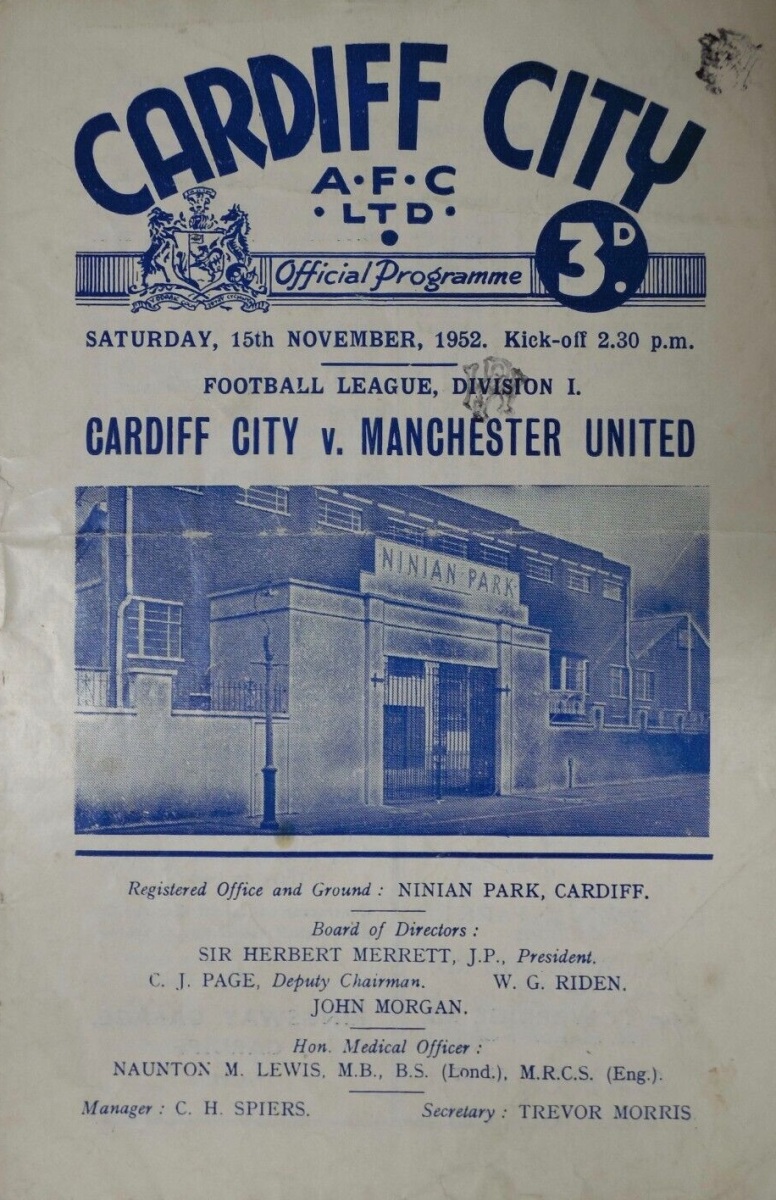 CARDIFF CITY
A·F·C
·LTD·
Official Programme
3D.
SATURDAY, 15th NOVEMBER, 1952. Kick-off 2.30 p.m.
FOOTBALL LEAGUE, DIVISION I.
CARDIFF CITY v. MANCHESTER UNITED
NINIAN PARK
Registered Office and Ground : NINIAN PARK, CARDIFF.
Board of Directors :
SIR HERBERT MERRETT, J.P., President.
C. J. PAGE, Deputy Chairman. W. G. RIDEN.
JOHN MORGAN.
Hon. Medical Officer :
NAUNTON M. LEWIS, M.B., B.S. (Lond.), M.R.C.S. (Eng.).
Manager : C. H. SPIERS. Secretary : TREVOR MORRIS